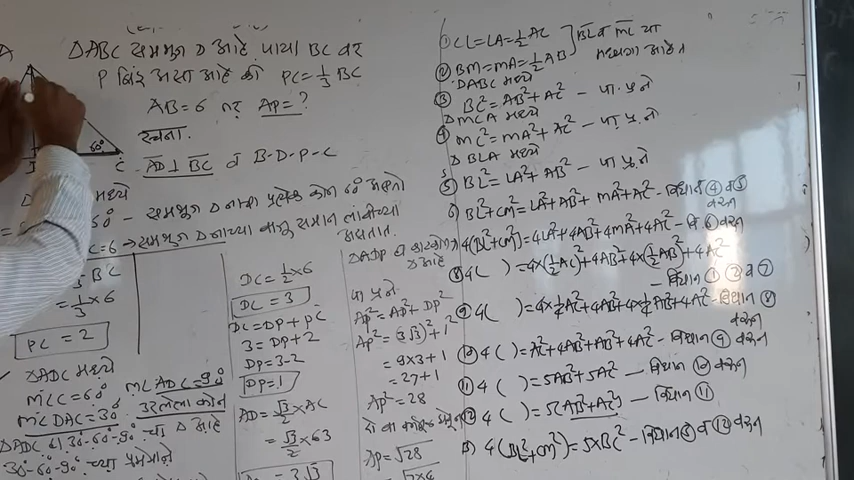 △ABC समभुज △ आहे पाया BC वर
P बिंदू असा आहे की PC = 1/3 BC
AB = 6 तर AP = ?
रचना.
AD ⊥ BC व B-D-P-C
A
60°
C
मध्ये
60° - समभुज △ चा प्रत्येक कोन 60° असतो
C = 6 → समभुज △ च्या बाजू समान लांबीच्या
असतात.
BC
= 1/3 × 6
PC = 2
△ADC मध्ये
m∠C = 60°
m∠ADC = 90°
m∠DAC = 30° उरलेला कोन
△ADC हा 30°-60°-90° चा △ आहे
30°-60°-90° च्या प्रमेयाने
DC = 1/2 × 6
DC = 3
DC = DP + PC
3 = DP + 2
DP = 3 - 2
DP = 1
AD = √3/2 × AC
= √3/2 × 6
= 3√3
△ADP हा काटकोन
△ आहे
पा प्रमे
AP² = AD² + DP²
AP² = (3√3)² + 1²
= 9×3 + 1
= 27 + 1
AP² = 28
AP = √28
① CL = LA = 1/2 AC
② BM = MA = 1/2 AB } BL व ML या
मध्यगा आहेत
△ABC मध्ये
③ BC² = AB² + AC² - पा. प्रमे
△MCA मध्ये
④ MC² = MA² + AC² - पा. प्रमे
△BLA मध्ये
⑤ BL² = LA² + AB² - पा प्रमे
⑥ BL² + CM² = LA² + AB² + MA² + AC² - विधान ④ व ⑤
वरून
4(BL² + CM²) = 4LA² + 4AB² + 4MA² + 4AC² - वि ⑥ वरून
⑧ 4( ) = 4×(1/2 AC)² + 4AB² + 4×(1/2 AB)² + 4AC²
- विधान ① ② व ⑦
⑨ 4( ) = 4×1/4 AC² + 4AB² + 4×1/4 AB² + 4AC² - विधान ⑧
वरून
⑩ 4( ) = AC² + 4AB² + AB² + 4AC² - विधान ⑨ वरून
⑪ 4( ) = 5AB² + 5AC² - विधान ⑩ वरून
⑫ 4( ) = 5(AB² + AC²) - विधान ⑪
⑬ 4(BL² + CM²) = 5×BC² - विधान ③ व ⑫ वरून